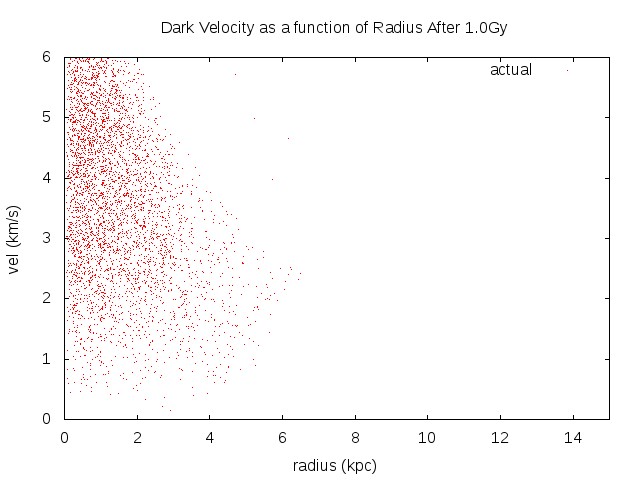 Dark Velocity as a function of Radius After 1.0Gy
6
actual
5
4
3
vel (km/s)
2
1
0
0 2 4 6 8 10 12 14
radius (kpc)